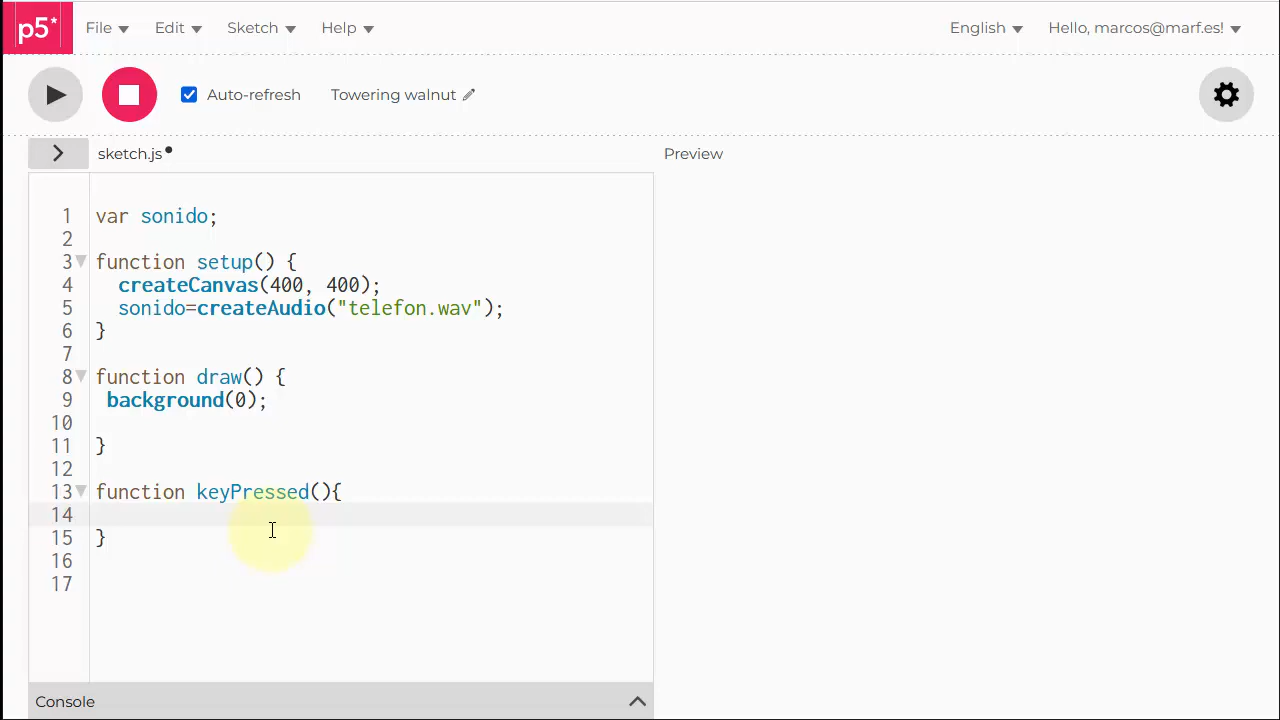 p5*
File Edit Sketch Help English Hello, marcos@marf.es!
Auto-refresh Towering walnut
sketch.js Preview
1 var sonido;
2
3 function setup() {
4 createCanvas(400, 400);
5 sonido=createAudio("telefon.wav");
6 }
7
8 function draw() {
9 background(0);
10
11 }
12
13 function keyPressed(){
14
15 }
16
17
Console